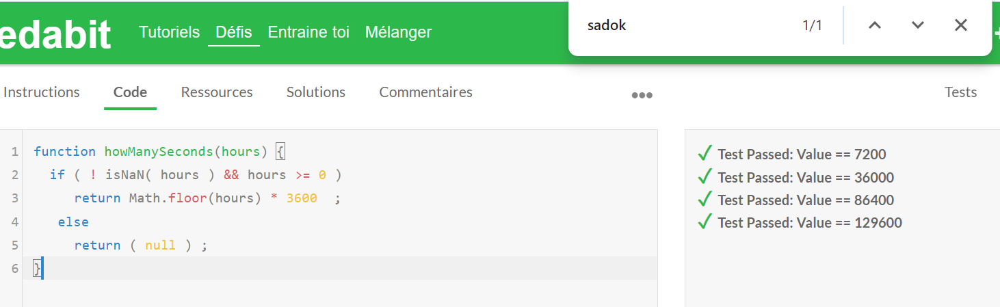 edabit Tutoriels Défis Entraine toi Mélanger
sadok 1/1
Instructions Code Ressources Solutions Commentaires ••• Tests
1 function howManySeconds(hours) {
2 if ( ! isNaN( hours ) && hours >= 0 )
3 return Math.floor(hours) * 3600 ;
4 else
5 return ( null ) ;
6 }
✓ Test Passed: Value == 7200
✓ Test Passed: Value == 36000
✓ Test Passed: Value == 86400
✓ Test Passed: Value == 129600